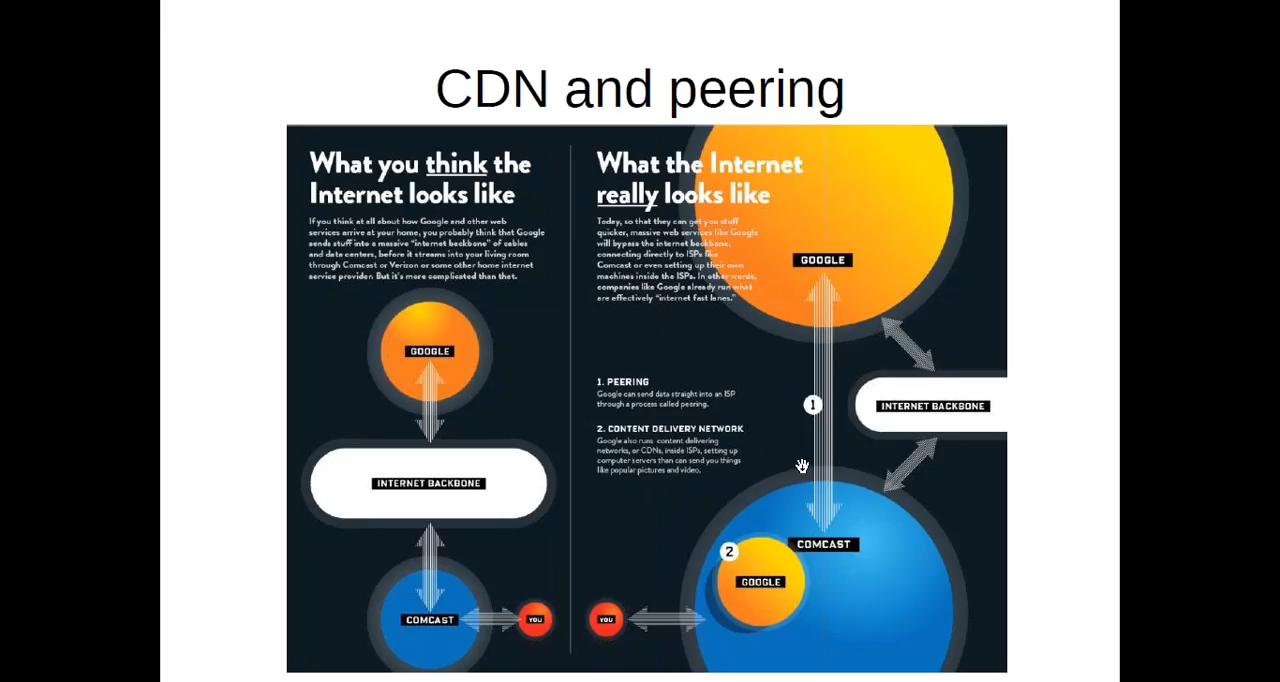 CDN and peering
What you think the
Internet looks like
If you think at all about how Google and other web
services arrive at your home, you probably think that Google
sends stuff into a massive "internet backbone" of cables
and data centers, before it streams into your living room
through Comcast or Verizon or some other home internet
service provider. But it's more complicated than that.
GOOGLE
INTERNET BACKBONE
COMCAST
YOU
What the Internet
really looks like
Today, so that they can get you stuff
quicker, massive web services like Google
will bypass the internet backbone,
connecting directly to ISPs like
Comcast or even setting up their own
machines inside the ISPs. In other words,
companies like Google already run what
are effectively "internet fast lanes."
GOOGLE
1. PEERING
Google can send data straight into an ISP
through a process called peering.
2. CONTENT DELIVERY NETWORK
Google also runs content delivering
networks, or CDNs, inside ISPs, setting up
computer servers than can send you things
like popular pictures and video.
1
INTERNET BACKBONE
COMCAST
2
GOOGLE
YOU